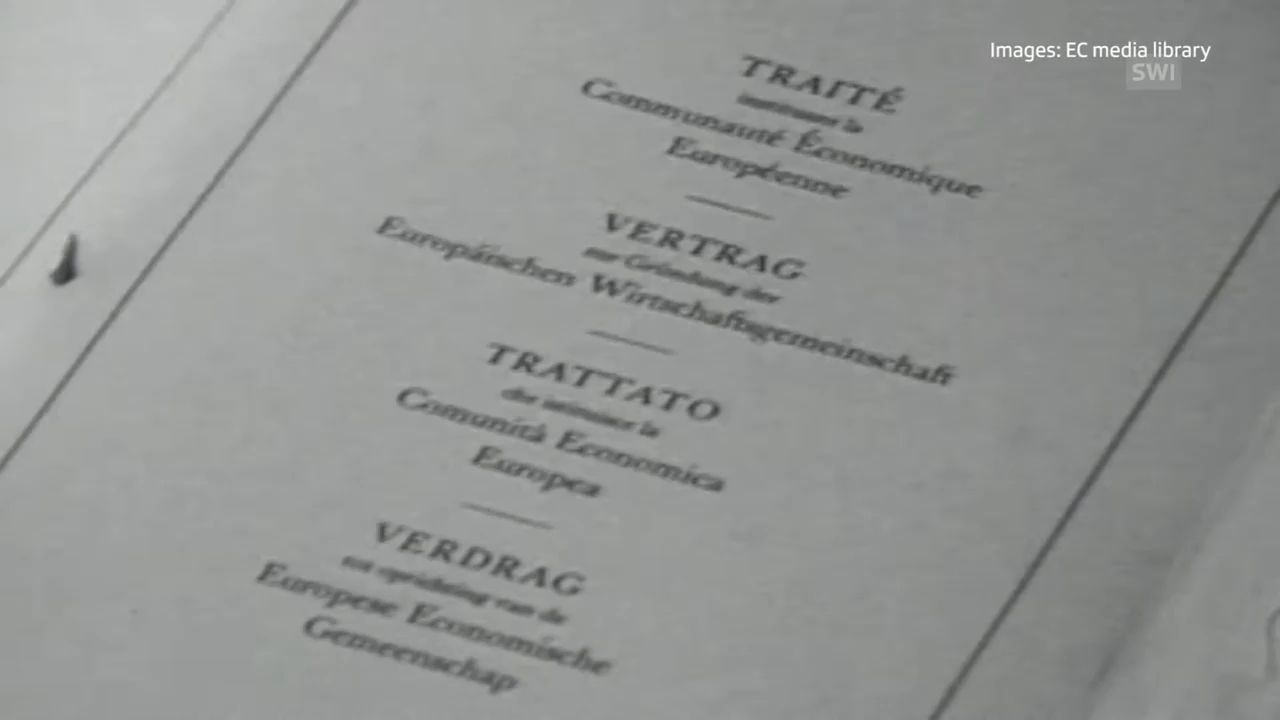 Images: EC media library
SWI
TRAITÉ
instituant la
Communauté Économique
Européenne
VERTRAG
zur Gründung der
Europäischen Wirtschaftsgemeinschaft
TRATTATO
che istituisce la
Comunità Economica
Europea
VERDRAG
tot oprichting van de
Europese Economische
Gemeenschap